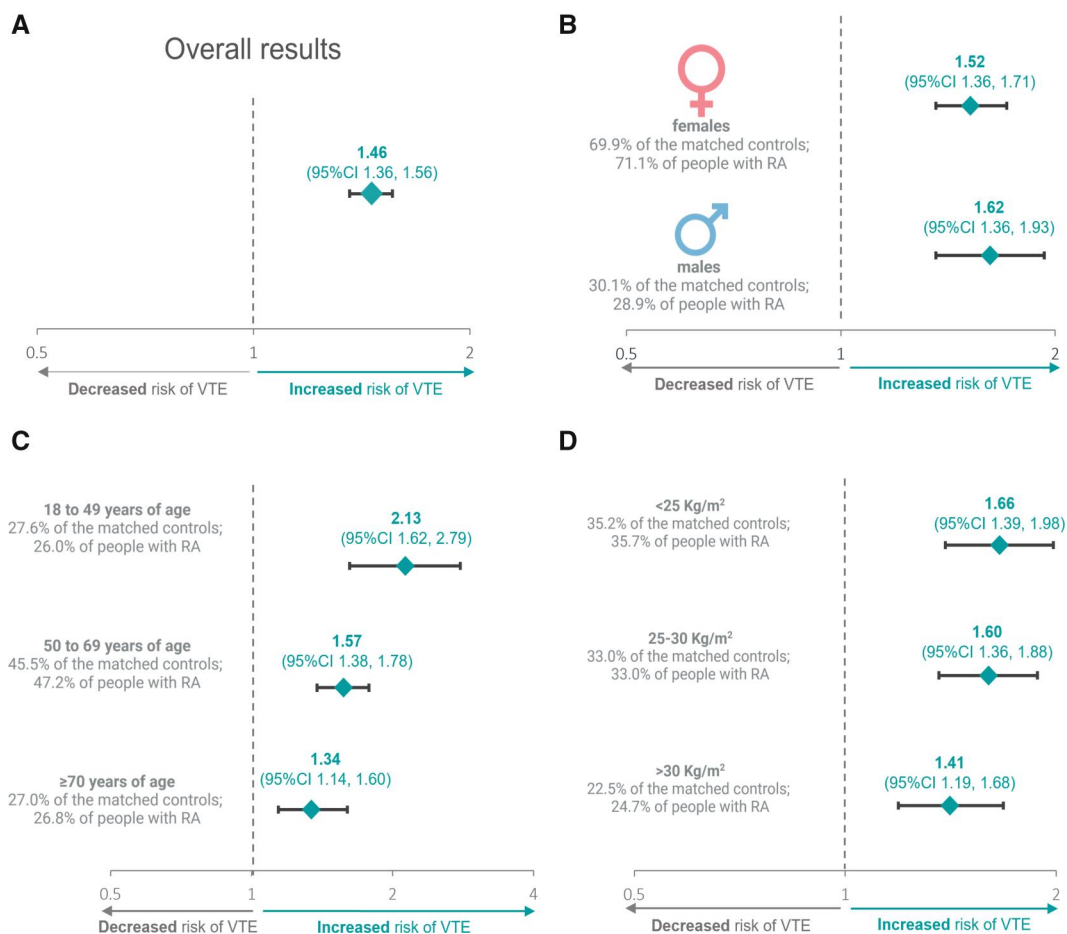 A
Overall results
1.46
(95%CI 1.36, 1.56)
0.5
1
2
Decreased risk of VTE
Increased risk of VTE
B
females
69.9% of the matched controls;
71.1% of people with RA
1.52
(95%CI 1.36, 1.71)
males
30.1% of the matched controls;
28.9% of people with RA
1.62
(95%CI 1.36, 1.93)
0.5
1
2
Decreased risk of VTE
Increased risk of VTE
C
18 to 49 years of age
27.6% of the matched controls;
26.0% of people with RA
2.13
(95%CI 1.62, 2.79)
50 to 69 years of age
45.5% of the matched controls;
47.2% of people with RA
1.57
(95%CI 1.38, 1.78)
≥70 years of age
27.0% of the matched controls;
26.8% of people with RA
1.34
(95%CI 1.14, 1.60)
0.5
1
2
4
Decreased risk of VTE
Increased risk of VTE
D
<25 Kg/m²
35.2% of the matched controls;
35.7% of people with RA
1.66
(95%CI 1.39, 1.98)
25-30 Kg/m²
33.0% of the matched controls;
33.0% of people with RA
1.60
(95%CI 1.36, 1.88)
>30 Kg/m²
22.5% of the matched controls;
24.7% of people with RA
1.41
(95%CI 1.19, 1.68)
0.5
1
2
Decreased risk of VTE
Increased risk of VTE